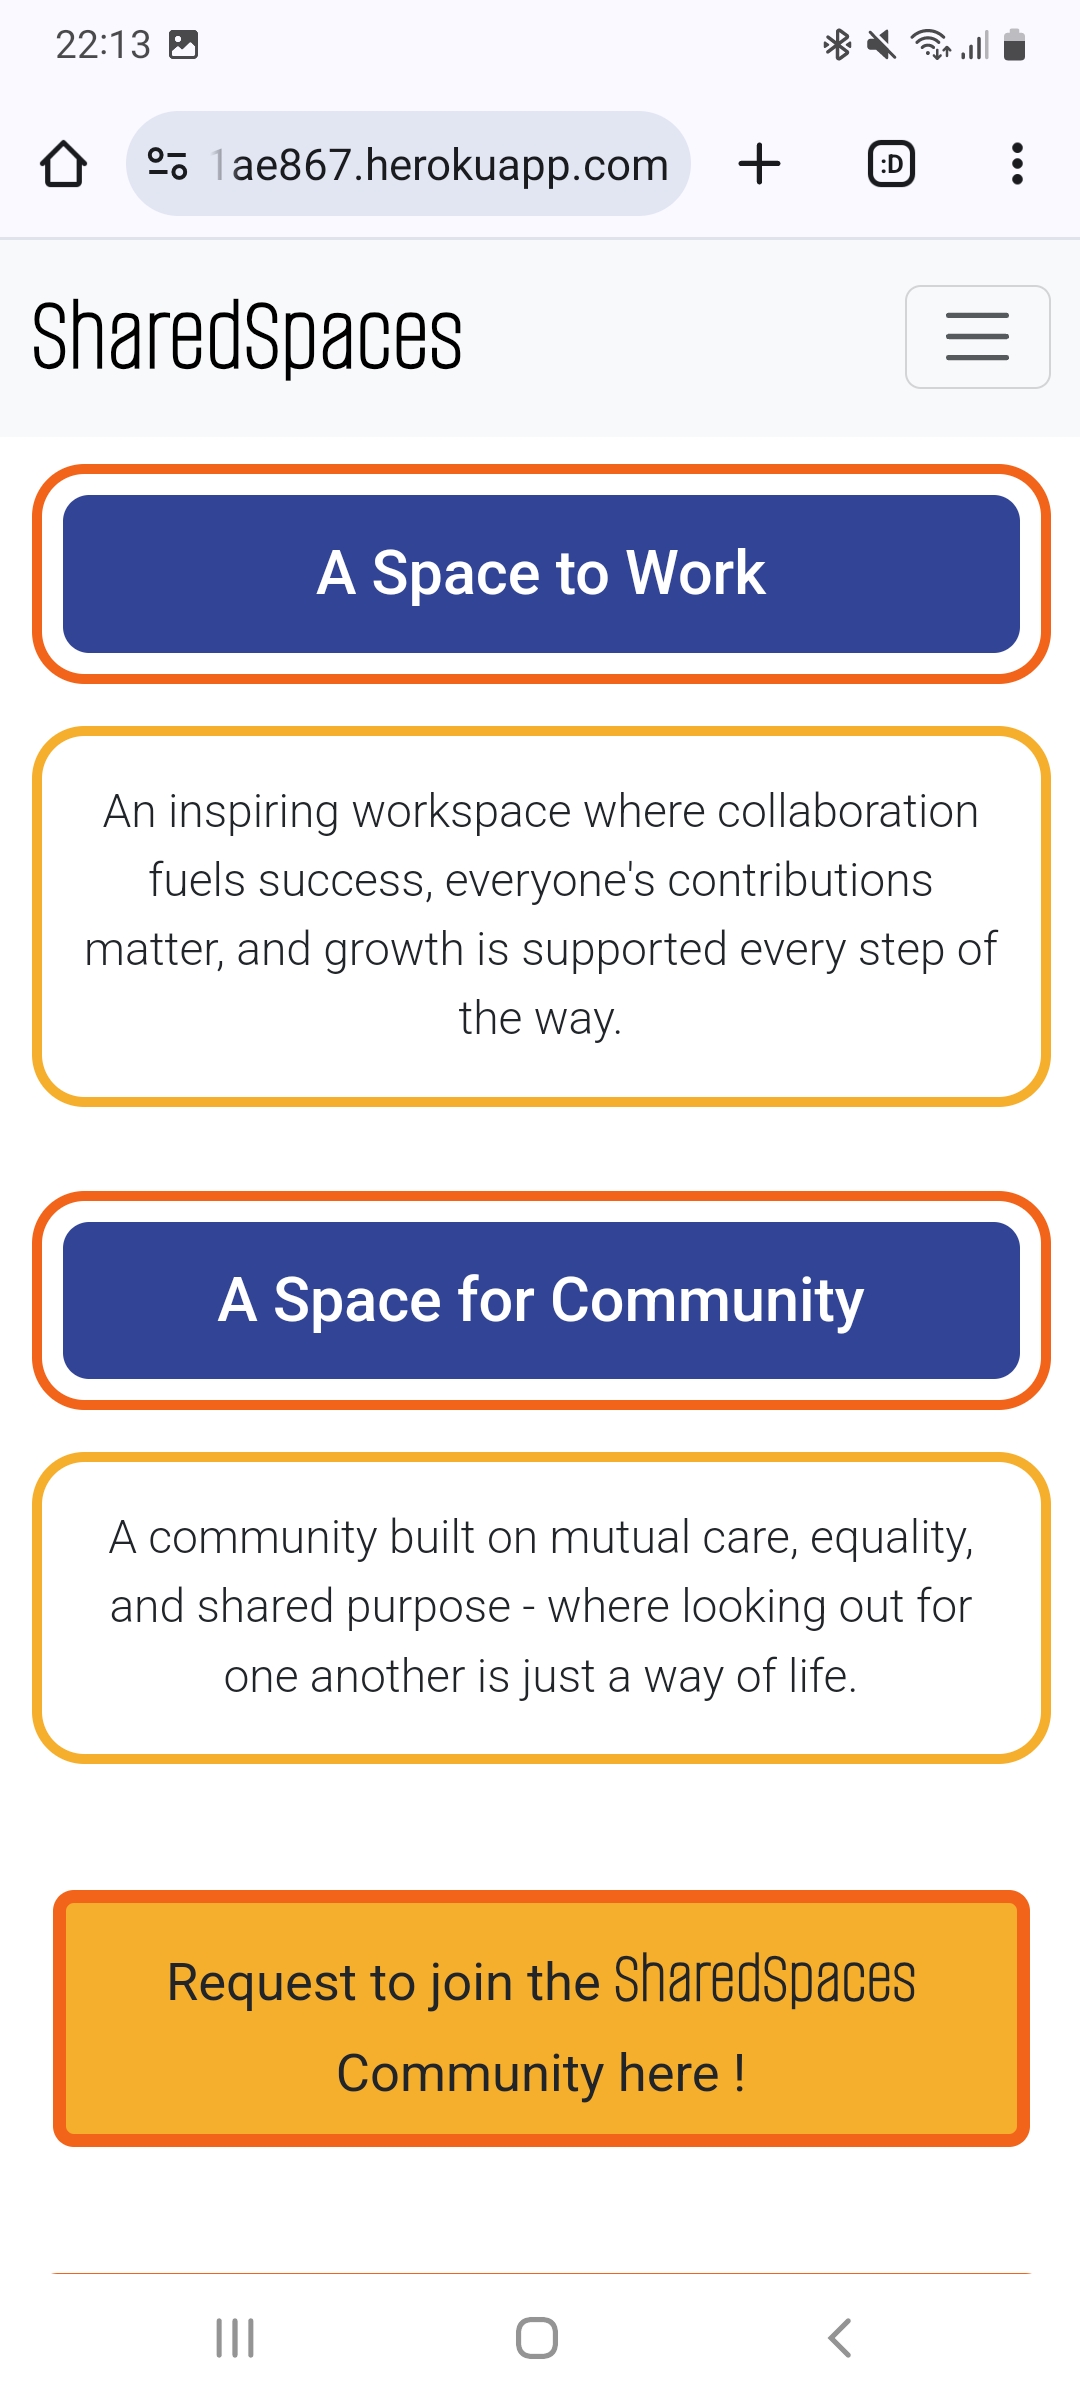 22:13
1ae867.herokuapp.com
:D
SharedSpaces
A Space to Work
An inspiring workspace where collaboration
fuels success, everyone's contributions
matter, and growth is supported every step of
the way.
A Space for Community
A community built on mutual care, equality,
and shared purpose - where looking out for
one another is just a way of life.
Request to join the SharedSpaces
Community here !